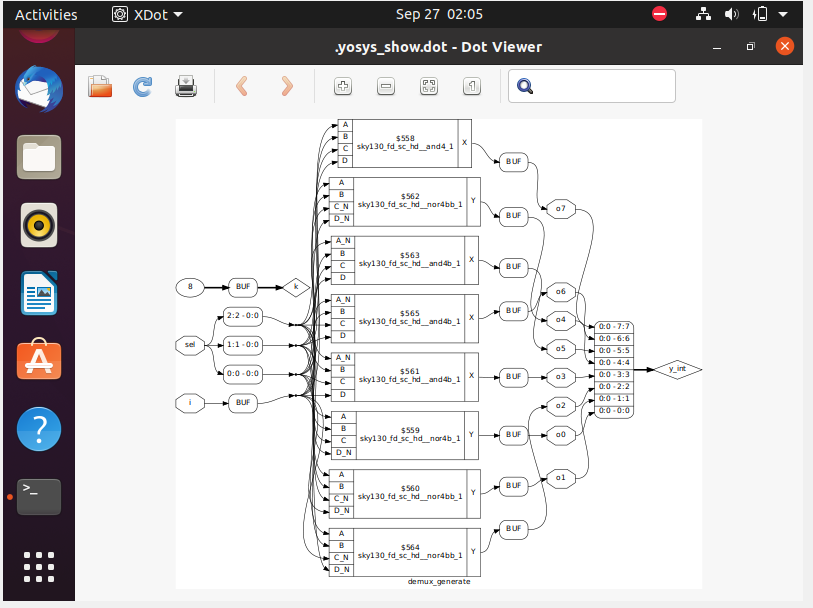 Activities XDot Sep 27 02:05
.yosys_show.dot - Dot Viewer
A
B
C
D
$558
sky130_fd_sc_hd__and4_1
X
BUF
A
B
C_N
D_N
$562
sky130_fd_sc_hd__nor4bb_1
Y
BUF
o7
A_N
B
C
D
$563
sky130_fd_sc_hd__and4b_1
X
BUF
8
BUF
k
o6
A_N
B
C
D
$565
sky130_fd_sc_hd__and4b_1
X
BUF
o4
sel
2:2 - 0:0
1:1 - 0:0
0:0 - 0:0
o5
0:0 - 7:7
0:0 - 6:6
0:0 - 5:5
0:0 - 4:4
0:0 - 3:3
0:0 - 2:2
0:0 - 1:1
0:0 - 0:0
y_int
A_N
B
C
D
$561
sky130_fd_sc_hd__and4b_1
X
BUF
o3
i
BUF
o2
A
B
C
D_N
$559
sky130_fd_sc_hd__nor4b_1
Y
BUF
o0
A
B
C_N
D_N
$560
sky130_fd_sc_hd__nor4bb_1
Y
BUF
o1
A
B
C_N
D_N
$564
sky130_fd_sc_hd__nor4bb_1
Y
BUF
demux_generate